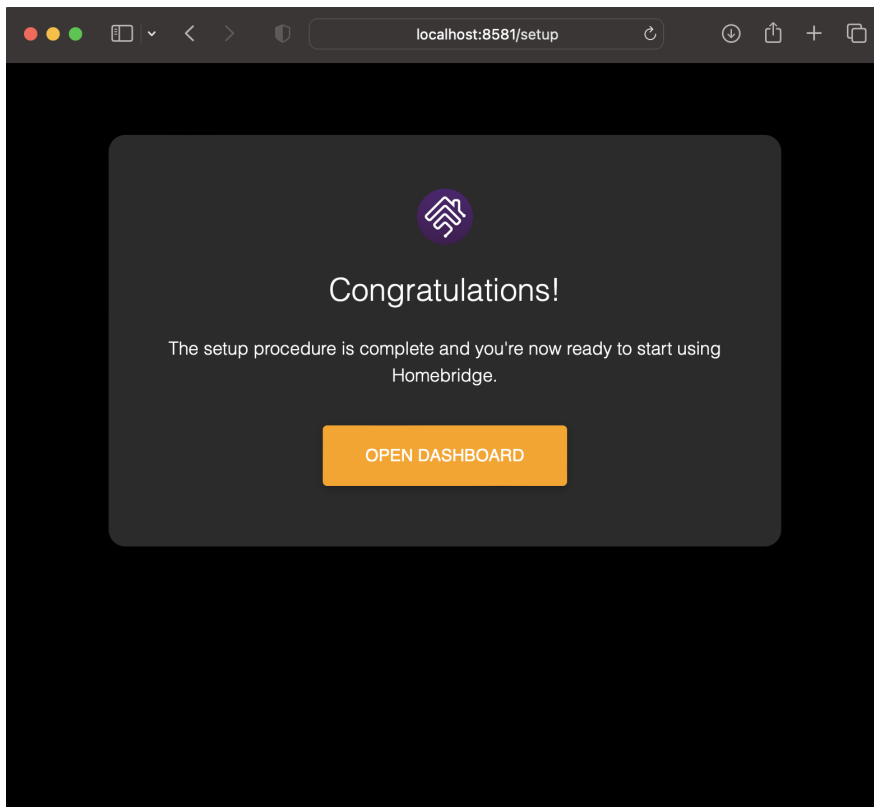 localhost:8581/setup
Congratulations!
The setup procedure is complete and you're now ready to start using
Homebridge.
OPEN DASHBOARD